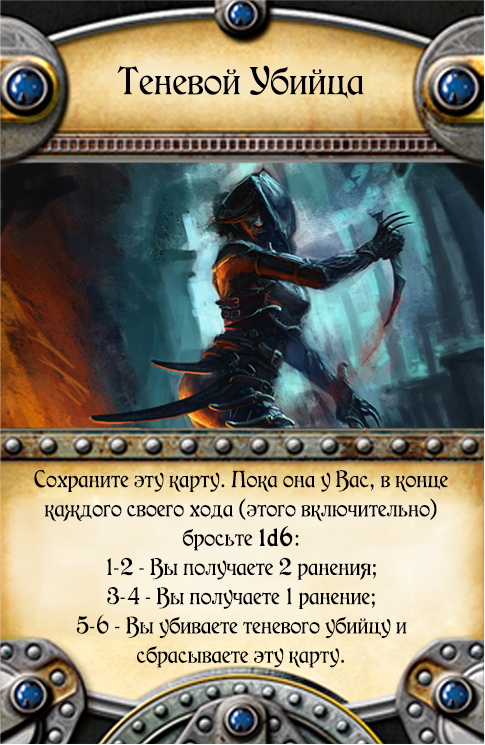 Теневой Убийца
Сохраните эту карту. Пока она у Вас, в конце
каждого своего хода (этого включительно)
бросьте 1d6:
1-2 - Вы получаете 2 ранения;
3-4 - Вы получаете 1 ранение;
5-6 - Вы убиваете теневого убийцу и
сбрасываете эту карту.